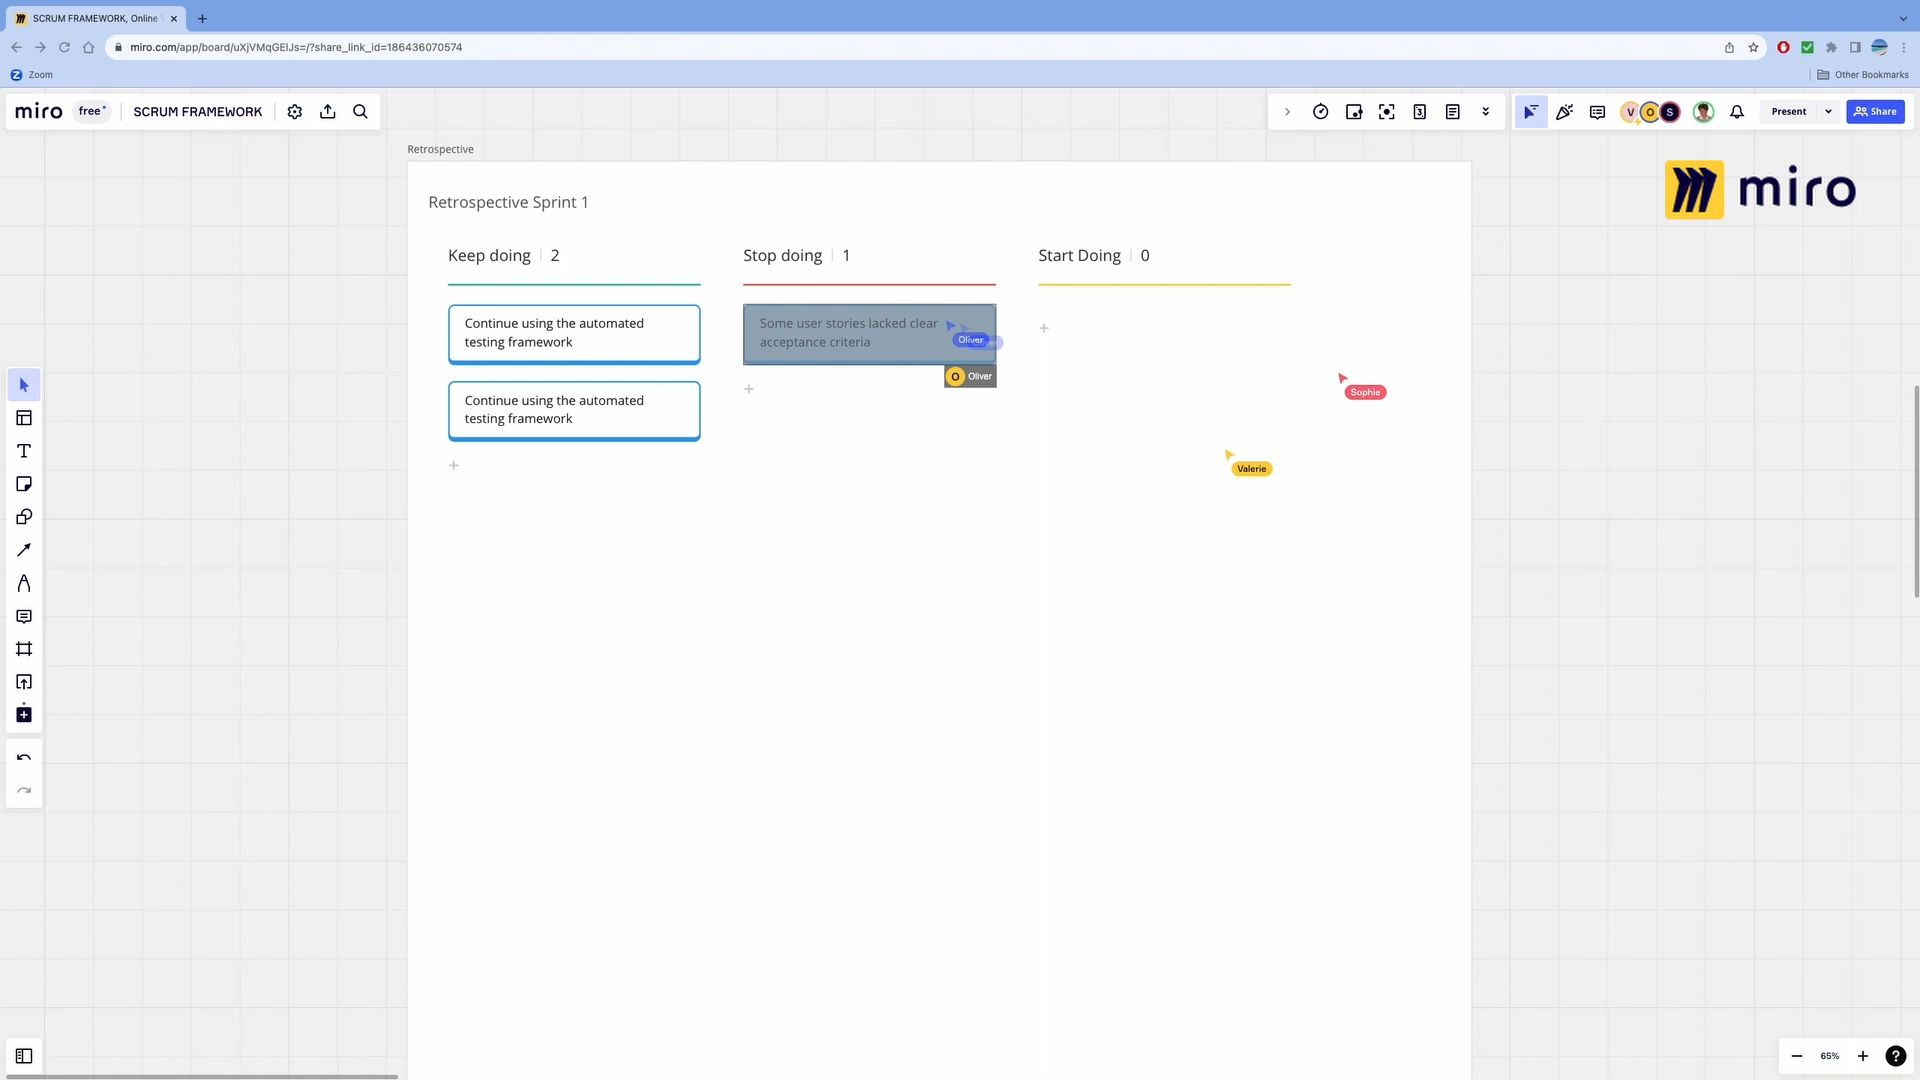 SCRUM FRAMEWORK, Online
miro.com/app/board/uXjVMqGEIJs=/?share_link_id=186436070574
Zoom
Other Bookmarks
miro
free
SCRUM FRAMEWORK
3
V
O
S
Present
Share
Retrospective
miro
Retrospective Sprint 1
Keep doing 2
Stop doing 1
Start Doing 0
Continue using the automated
testing framework
Some user stories lacked clear
acceptance criteria
Oliver
O Oliver
Continue using the automated
testing framework
Sophie
Valerie
65%
?